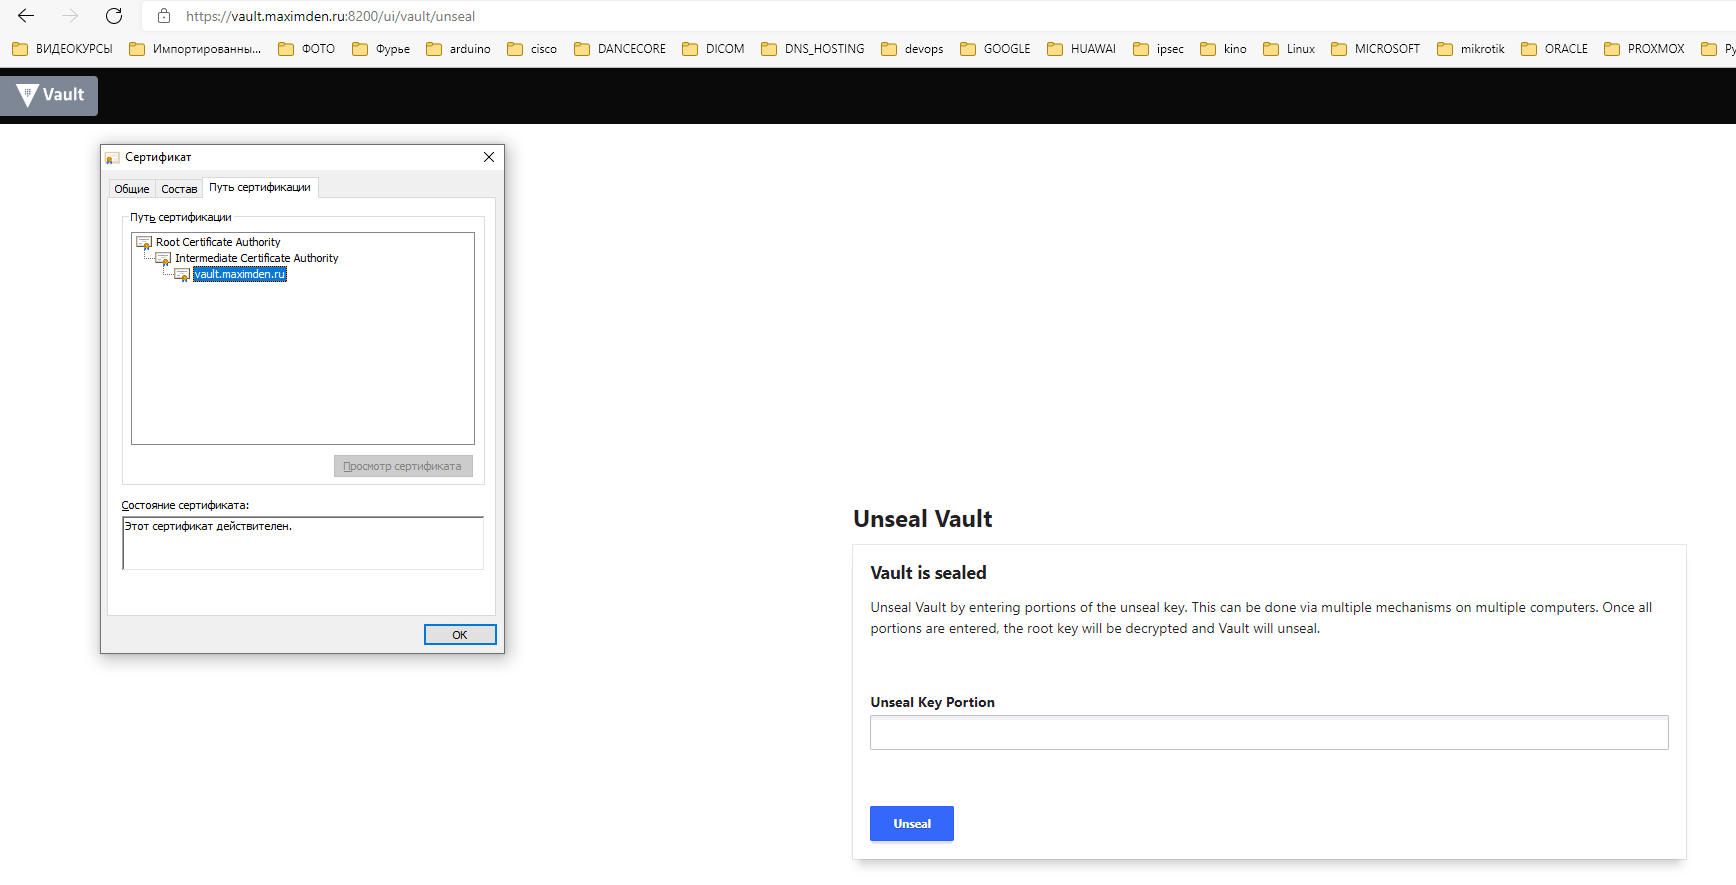 https://vault.maximden.ru:8200/ui/vault/unseal
ВИДЕОКУРСЫ Импортированны... ФОТО Фурье arduino cisco DANCECORE DICOM DNS_HOSTING devops GOOGLE HUAWAI ipsec kino Linux MICROSOFT mikrotik ORACLE PROXMOX
Vault
Сертификат
Общие Состав Путь сертификации
Путь сертификации
Root Certificate Authority
Intermediate Certificate Authority
vault.maximden.ru
Просмотр сертификата
Состояние сертификата:
Этот сертификат действителен.
OK
Unseal Vault
Vault is sealed
Unseal Vault by entering portions of the unseal key. This can be done via multiple mechanisms on multiple computers. Once all
portions are entered, the root key will be decrypted and Vault will unseal.
Unseal Key Portion
Unseal